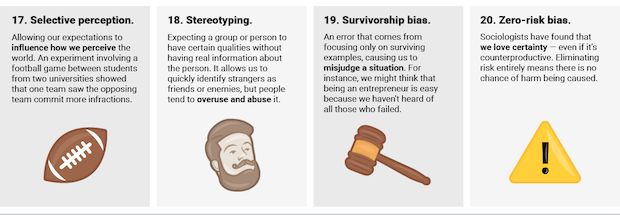 17. Selective perception.
Allowing our expectations to
influence how we perceive the
world. An experiment involving a
football game between students
from two universities showed
that one team saw the opposing
team commit more infractions.
18. Stereotyping.
Expecting a group or person to
have certain qualities without
having real information about
the person. It allows us to
quickly identify strangers as
friends or enemies, but people
tend to overuse and abuse it.
19. Survivorship bias.
An error that comes from
focusing only on surviving
examples, causing us to
misjudge a situation. For
instance, we might think that
being an entrepreneur is easy
because we haven't heard of
all those who failed.
20. Zero-risk bias.
Sociologists have found that
we love certainty — even if it's
counterproductive. Eliminating
risk entirely means there is no
chance of harm being caused.
!